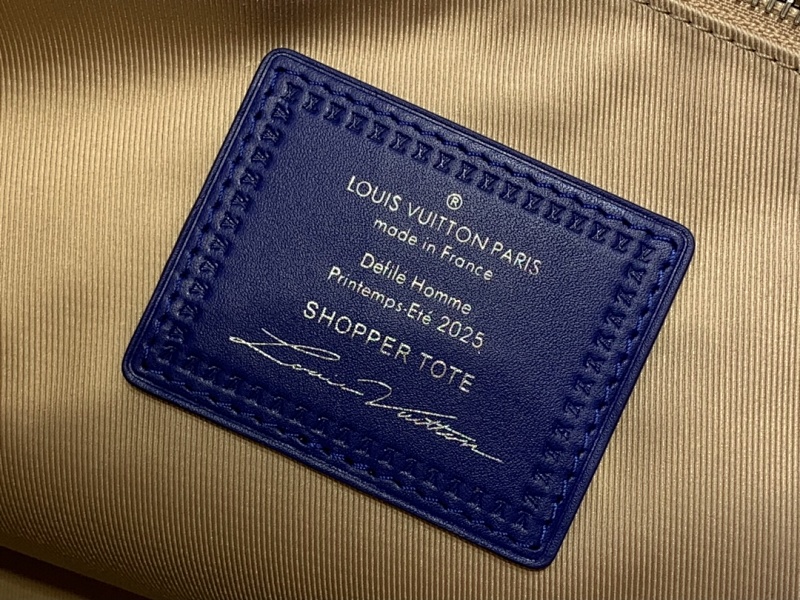 ®
LOUIS VUITTON PARIS
made in France
Défile Homme
Printemps-Eté 2025
SHOPPER TOTE
Louis Vuitton